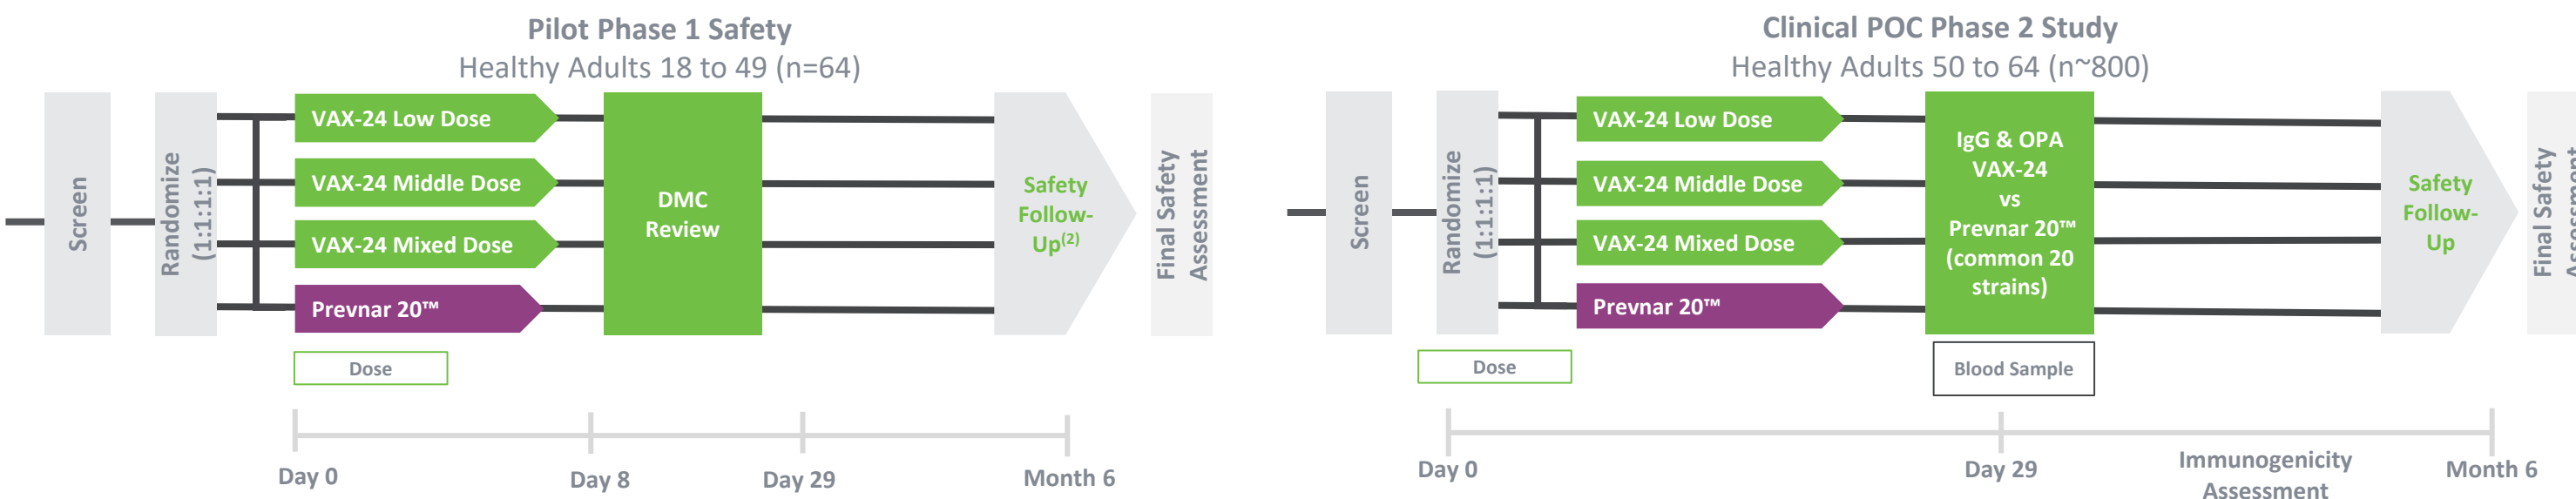 Pilot Phase 1 Safety
Healthy Adults 18 to 49 (n=64)
Screen
Randomize
(1:1:1:1)
VAX-24 Low Dose
VAX-24 Middle Dose
VAX-24 Mixed Dose
Prevnar 20™
DMC
Review
Safety
Follow-
Up(2)
Final Safety
Assessment
Dose
Day 0
Day 8
Day 29
Month 6
Clinical POC Phase 2 Study
Healthy Adults 50 to 64 (n~800)
Screen
Randomize
(1:1:1:1)
VAX-24 Low Dose
VAX-24 Middle Dose
VAX-24 Mixed Dose
Prevnar 20™
IgG & OPA
VAX-24
vs
Prevnar 20™
(common 20
strains)
Safety
Follow-
Up
Final Safety
Assessment
Dose
Blood Sample
Day 0
Day 29
Immunogenicity
Assessment
Month 6